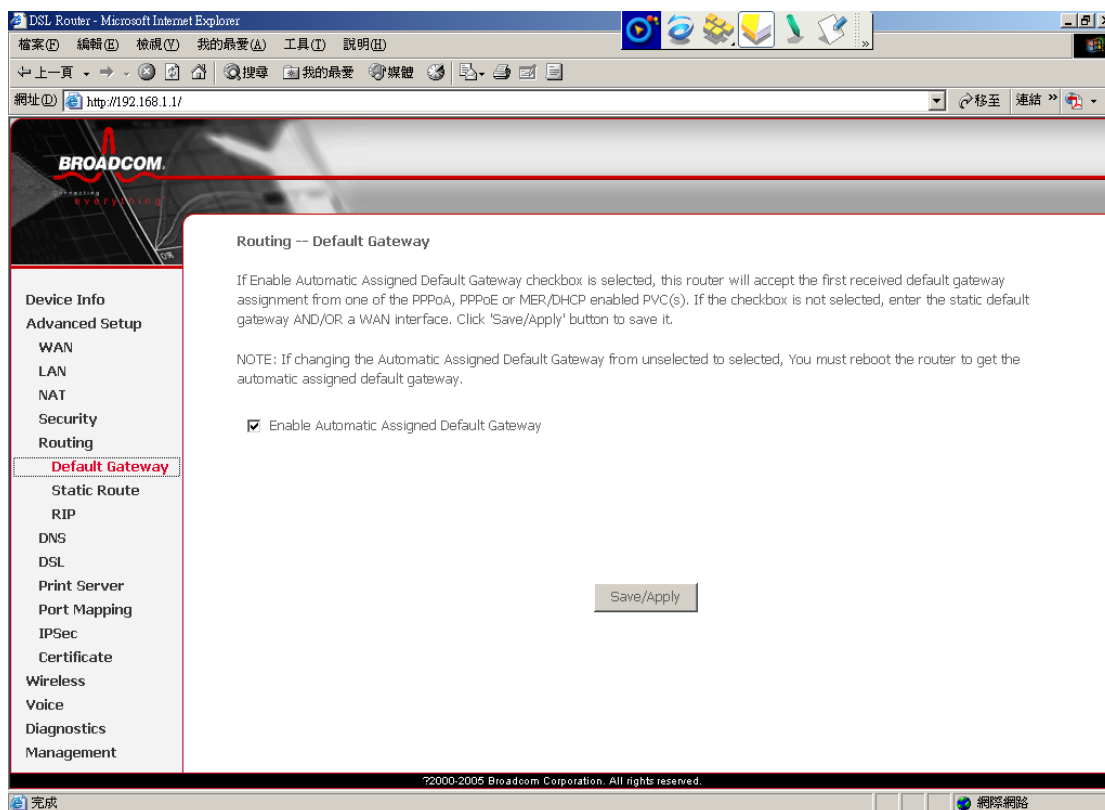 DSL Router - Microsoft Internet Explorer
檔案(F) 編輯(E) 檢視(V) 我的最愛(A) 工具(T) 說明(H)
上一頁 搜尋 我的最愛 媒體
網址(D) http://192.168.1.1/ 移至 連結 »
BROADCOM.
Connecting
everything
Routing -- Default Gateway
If Enable Automatic Assigned Default Gateway checkbox is selected, this router will accept the first received default gateway
assignment from one of the PPPoA, PPPoE or MER/DHCP enabled PVC(s). If the checkbox is not selected, enter the static default
gateway AND/OR a WAN interface. Click 'Save/Apply' button to save it.
NOTE: If changing the Automatic Assigned Default Gateway from unselected to selected, You must reboot the router to get the
automatic assigned default gateway.
Enable Automatic Assigned Default Gateway
Save/Apply
Device Info
Advanced Setup
WAN
LAN
NAT
Security
Routing
Default Gateway
Static Route
RIP
DNS
DSL
Print Server
Port Mapping
IPSec
Certificate
Wireless
Voice
Diagnostics
Management
?2000-2005 Broadcom Corporation. All rights reserved.
完成 網際網路